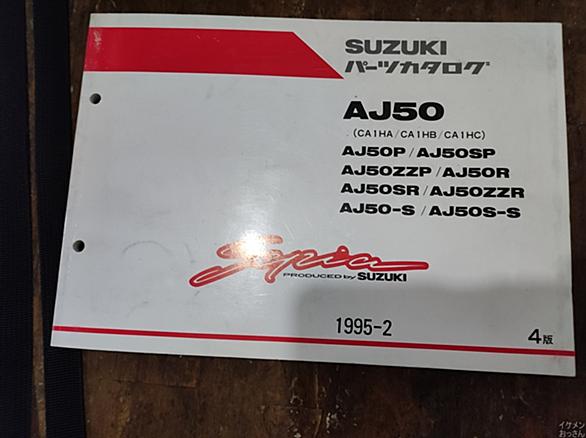 SUZUKI
パーツカタログ
AJ50
(CA1HA/CA1HB/CA1HC)
AJ50P/AJ50SP
AJ50ZZP/AJ50R
AJ50SR/AJ50ZZR
AJ50-S/AJ50S-S
Sepia
PRODUCED by SUZUKI
1995-2
4版
イケメン
おっさん